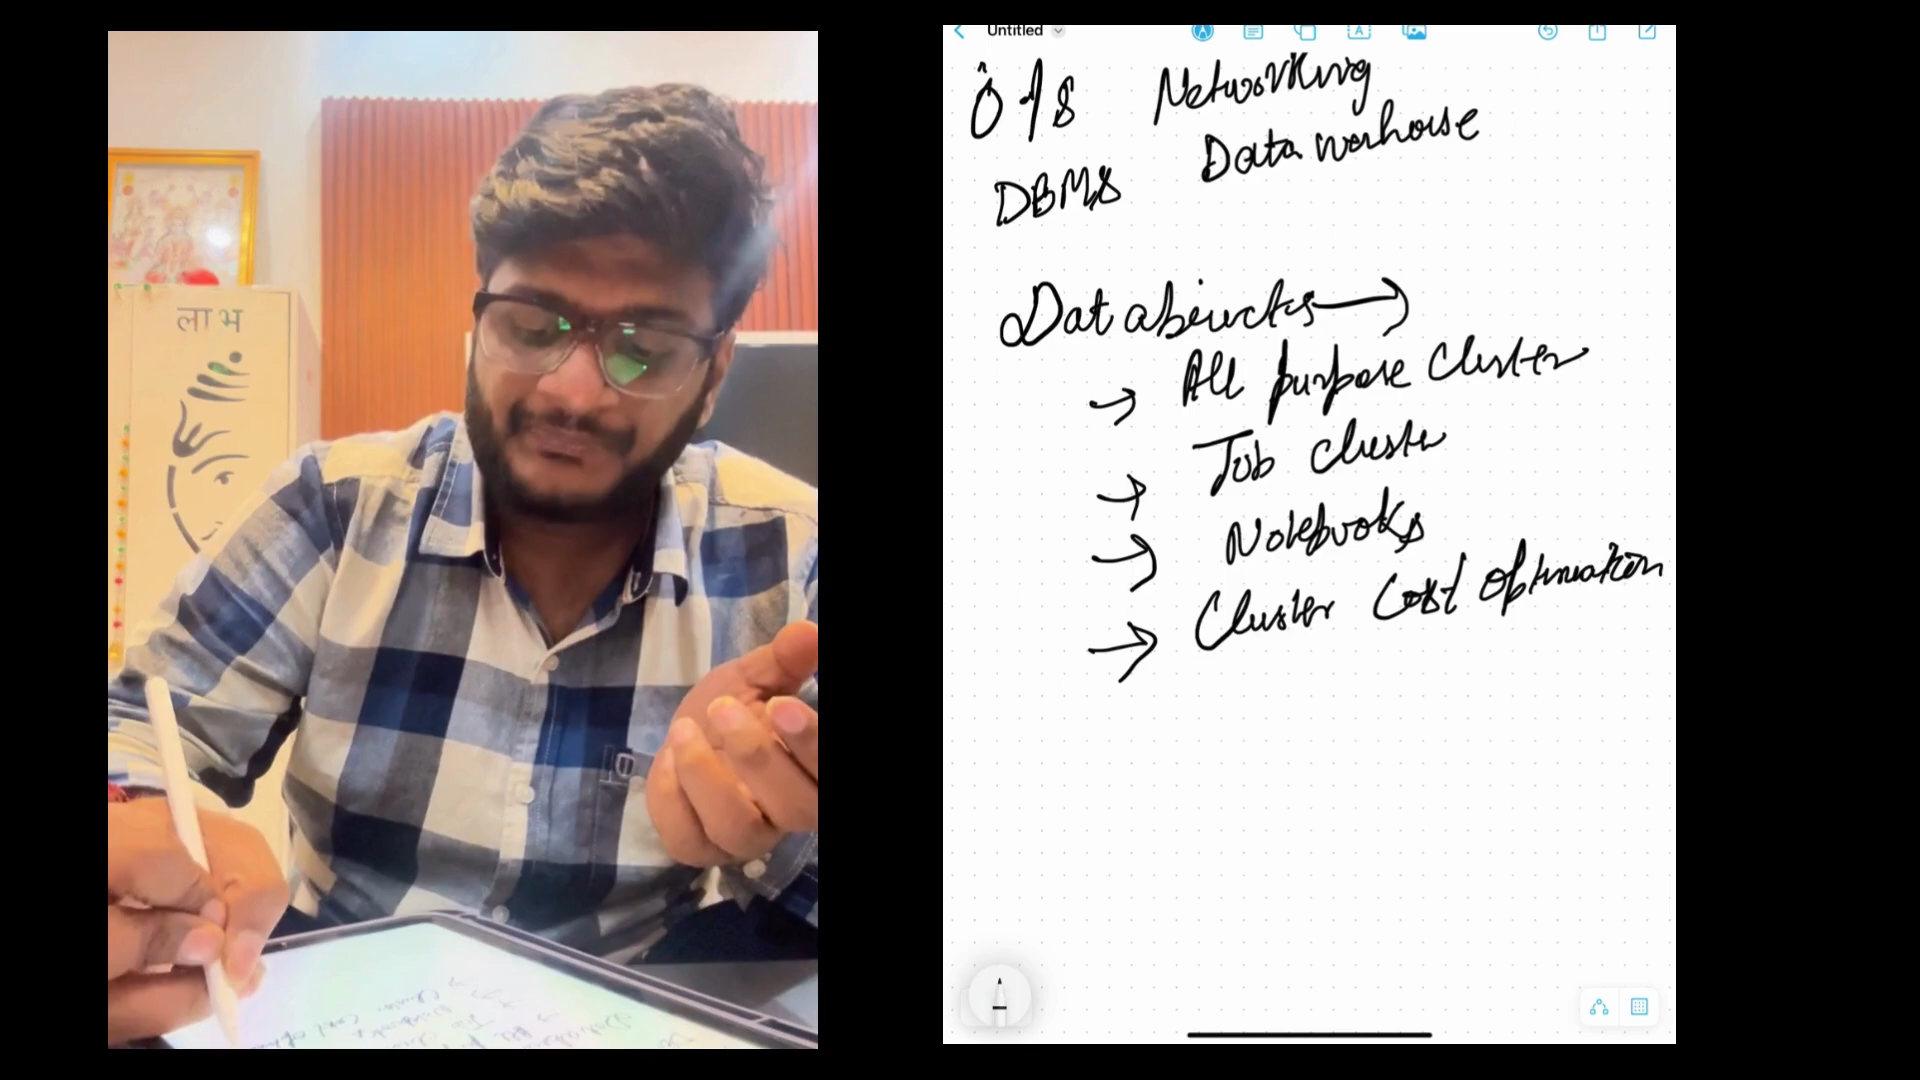 लाभ
Untitled
O/S Networking
DBMS Data warehouse
Databricks →
→ All purpose Cluster
→ Job cluster
→ Notebooks
→ Cluster Cost Optimization